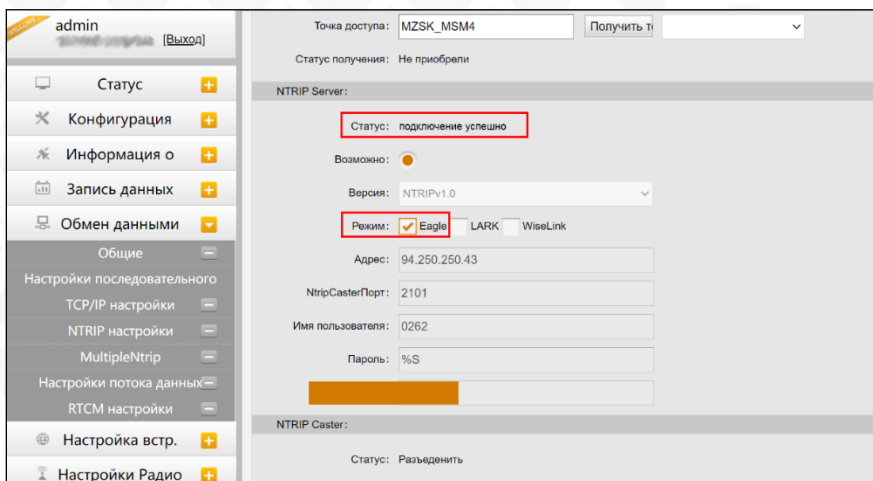 WELCOME
admin
[Выход]
Статус
Конфигурация
Информация о
Запись данных
Обмен данными
Общие
Настройки последовательного
TCP/IP настройки
NTRIP настройки
MultipleNtrip
Настройки потока данных
RTCM настройки
Настройка встр.
Настройки Радио
Точка доступа: MZSK_MSM4 Получить т
Статус получения: Не приобрели
NTRIP Server:
Статус: подключение успешно
Возможно:
Версия: NTRIPv1.0
Режим: Eagle LARK WiseLink
Адрес: 94.250.250.43
NtripCasterПорт: 2101
Имя пользователя: 0262
Пароль: %S
NTRIP Caster:
Статус: Разъеденить